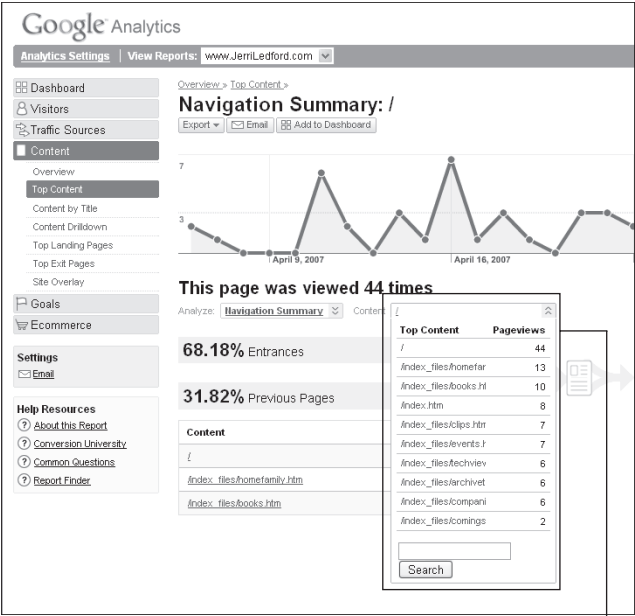 Google Analytics
Analytics Settings | View Reports: www.JerriLedford.com
Dashboard
Visitors
Traffic Sources
Content
Overview
Top Content
Content by Title
Content Drilldown
Top Landing Pages
Top Exit Pages
Site Overlay
Goals
Ecommerce
Settings
Email
Help Resources
About this Report
Conversion University
Common Questions
Report Finder
Overview » Top Content »
Navigation Summary: /
Export Email Add to Dashboard
7
3
April 9, 2007 April 16, 2007
This page was viewed 44 times
Analyze: Navigation Summary Content /
68.18% Entrances
31.82% Previous Pages
Content
/
/index_files/homefamily.htm
/index_files/books.htm
Top Content Pageviews
/ 44
/index_files/homefar 13
/index_files/books.ht 10
/index.htm 8
/index_files/clips.htm 7
/index_files/events.h 7
/index_files/techview 6
/index_files/archivet 6
/index_files/compani 6
/index_files/comings 2
Search